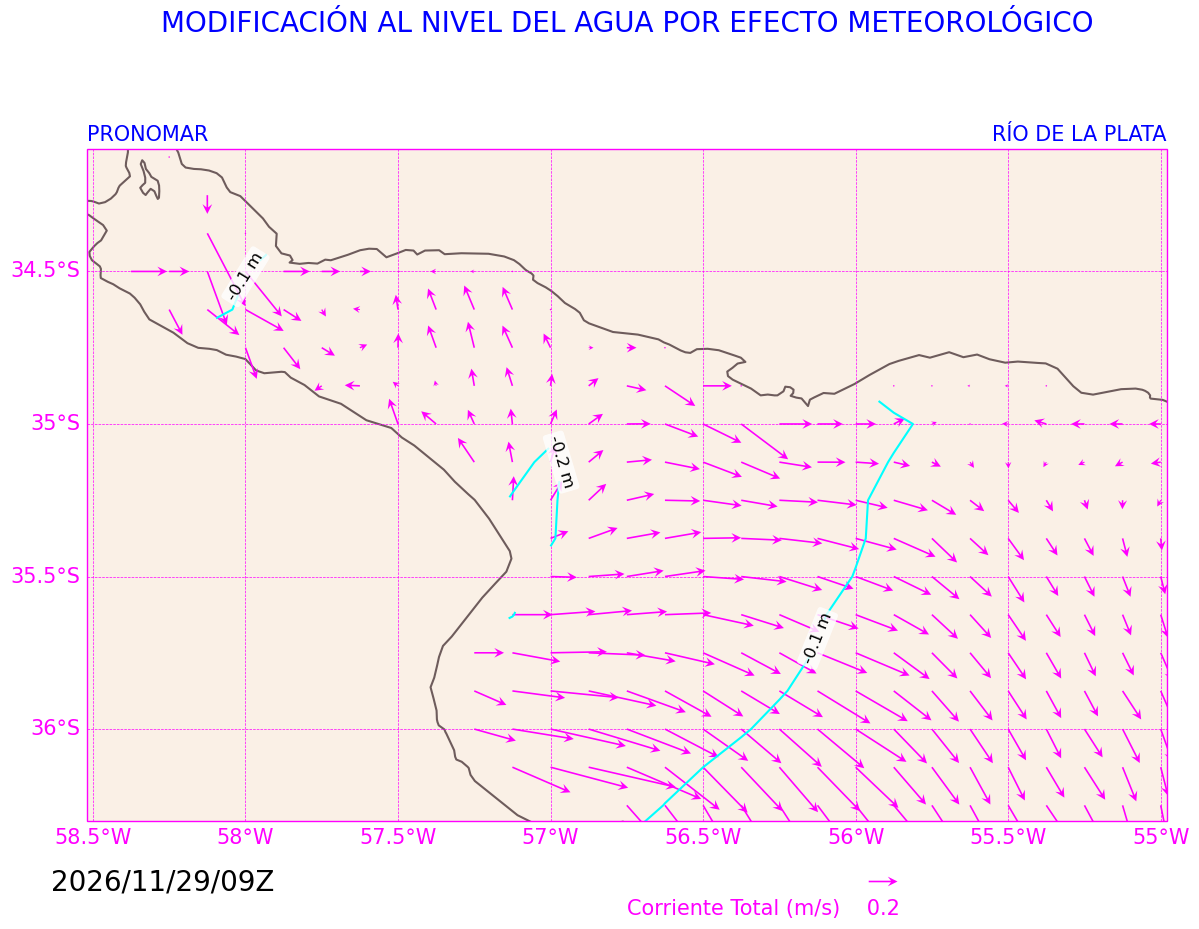 MODIFICACIÓN AL NIVEL DEL AGUA POR EFECTO METEOROLÓGICO
PRONOMAR
RÍO DE LA PLATA
-0.1 m
34.5°S
35°S
-0.2 m
35.5°S
-0.1 m
36°S
58.5°W 58°W 57.5°W 57°W 56.5°W 56°W 55.5°W 55°W
2026/11/29/09Z
Corriente Total (m/s) 0.2